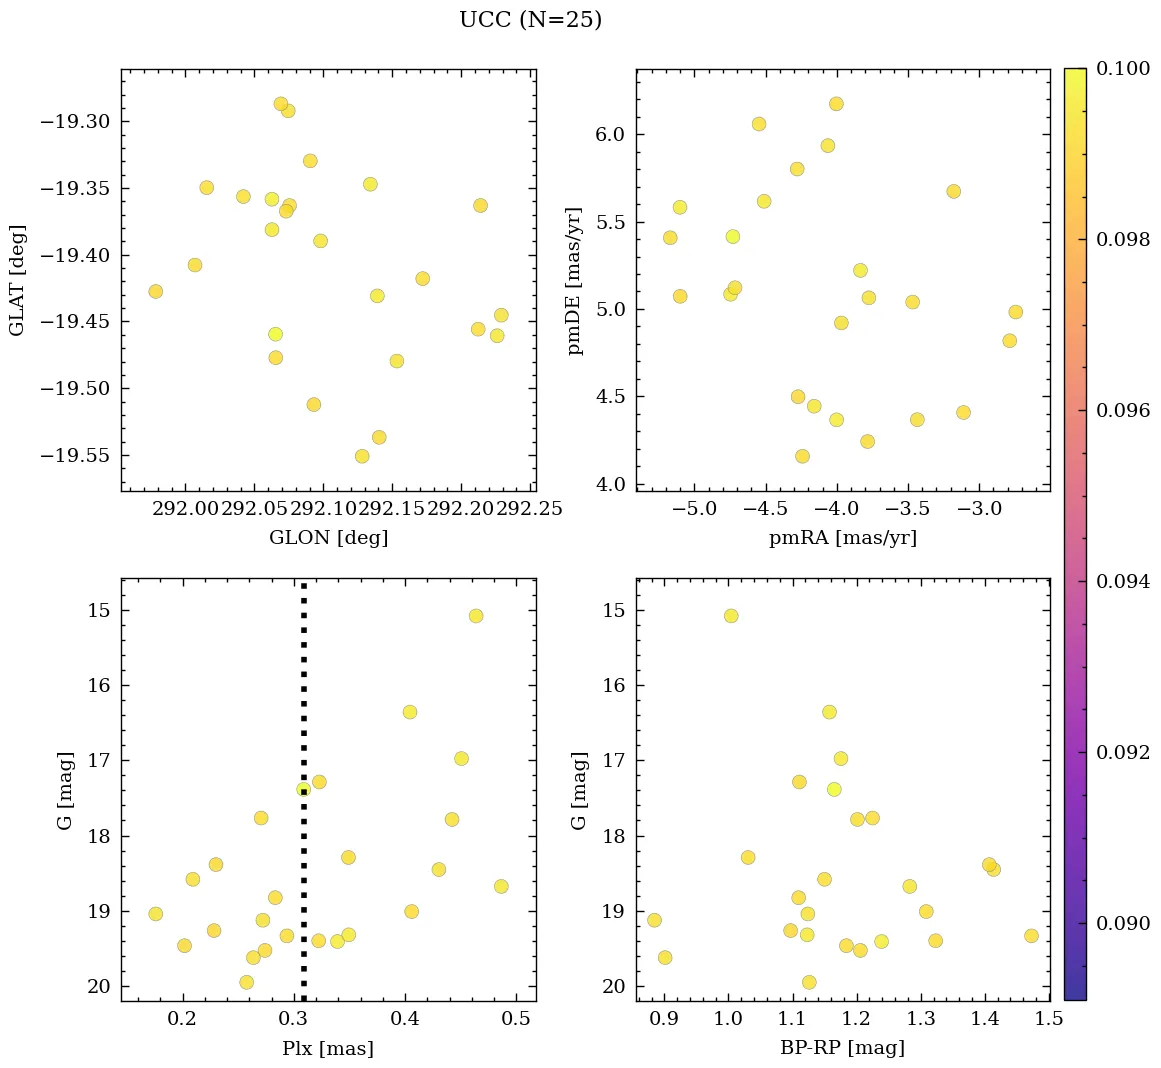 UCC (N=25)
−19.30
−19.35
−19.40
−19.45
−19.50
−19.55
GLAT [deg]
292.00 292.05 292.10 292.15 292.20 292.25
GLON [deg]
6.0
5.5
5.0
4.5
4.0
pmDE [mas/yr]
−5.0 −4.5 −4.0 −3.5 −3.0
pmRA [mas/yr]
0.100
0.098
0.096
0.094
0.092
0.090
15
16
17
18
19
20
G [mag]
0.2 0.3 0.4 0.5
Plx [mas]
15
16
17
18
19
20
G [mag]
0.9 1.0 1.1 1.2 1.3 1.4 1.5
BP-RP [mag]